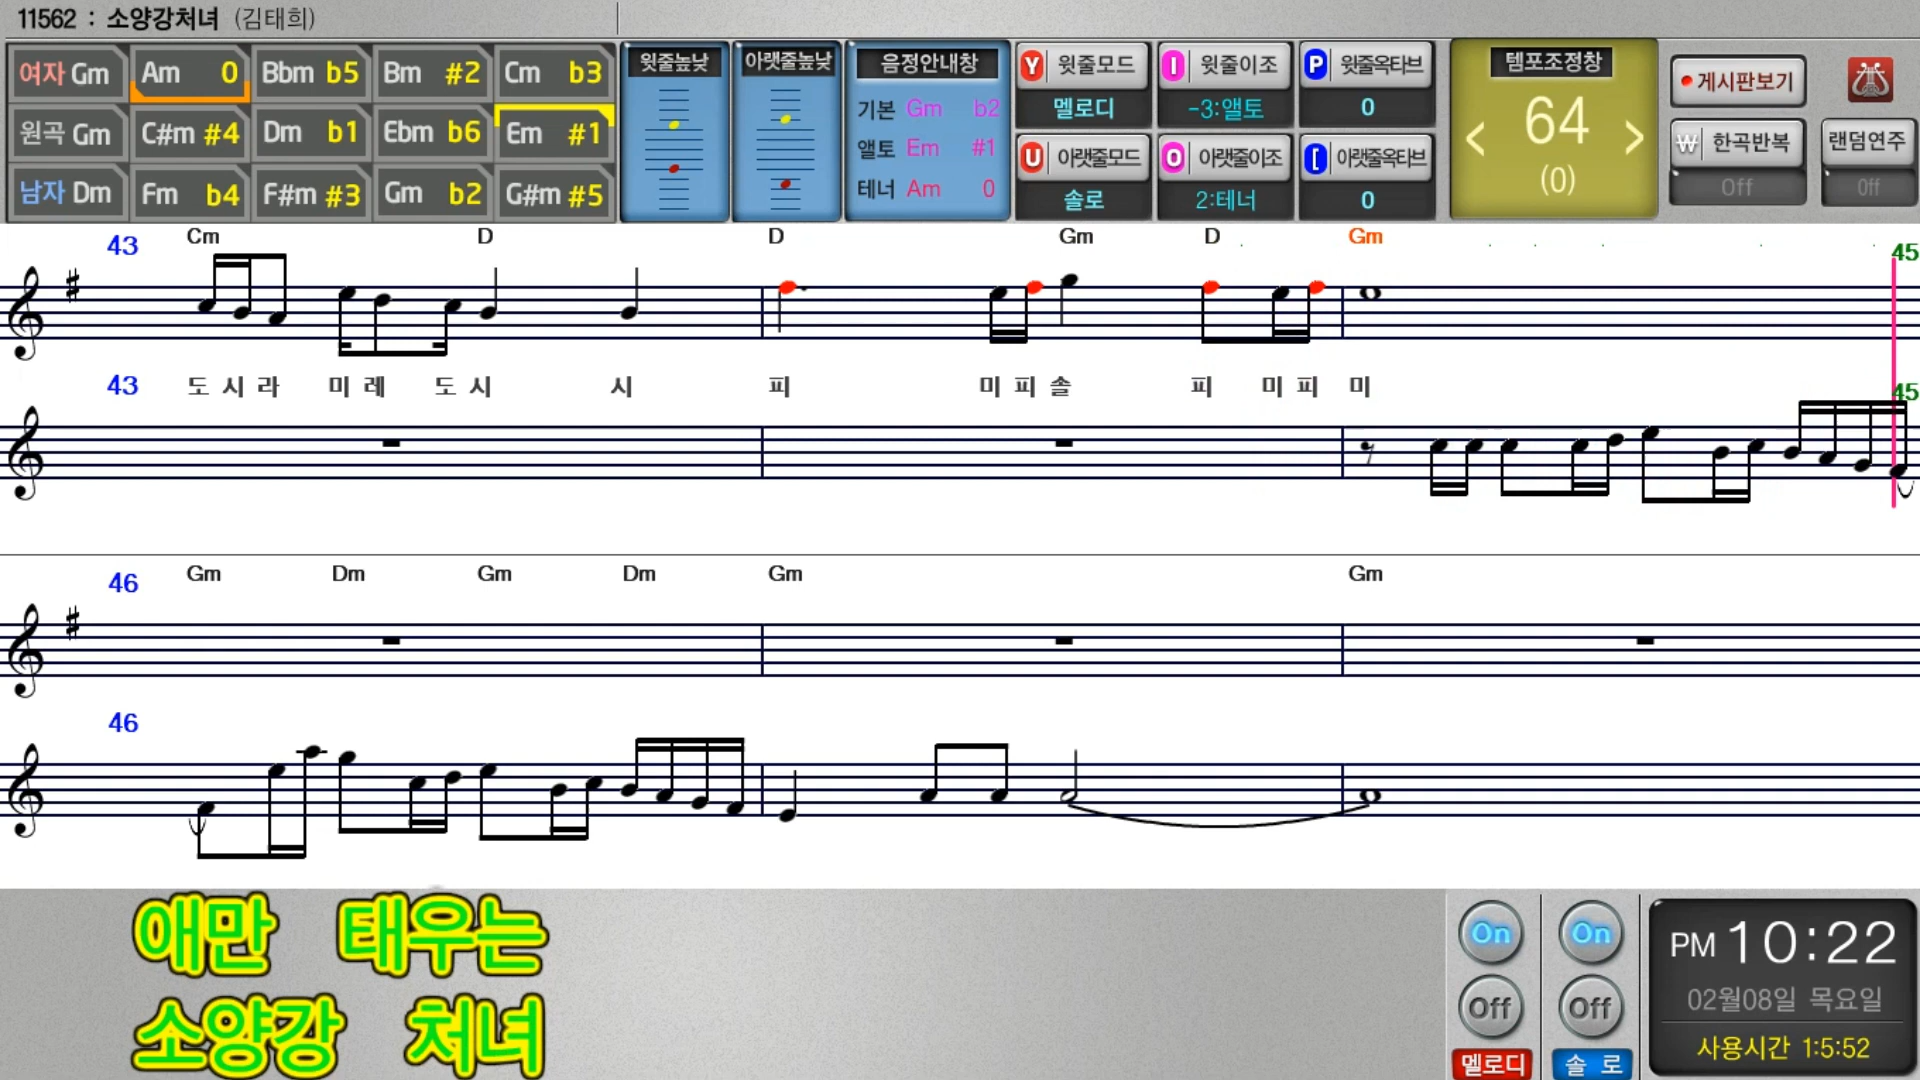 11562 : 소양강처녀 (김태희)
여자 Gm Am 0 Bbm b5 Bm #2 Cm b3
원곡 Gm C#m #4 Dm b1 Ebm b6 Em #1
남자 Dm Fm b4 F#m #3 Gm b2 G#m #5
윗줄높낮 아랫줄높낮
음정안내창
기본 Gm b2
앨토 Em #1
테너 Am 0
Y 윗줄모드 I 윗줄이조 P 윗줄옥타브
멜로디 -3:앨토 0
U 아랫줄모드 O 아랫줄이조 [ 아랫줄옥타브
솔로 2:테너 0
템포조정창
< 64 >
(0)
게시판보기
W 한곡반복 랜덤연주
Off Off
43 Cm D D Gm D Gm 45
43 도 시 라 미 레 도 시 시 피 미 피 솔 피 미 피 미 45
46 Gm Dm Gm Dm Gm Gm
46
애만 태우는
소양강 처녀
On On
Off Off
멜로디 솔 로
PM 10:22
02월08일 목요일
사용시간 1:5:52